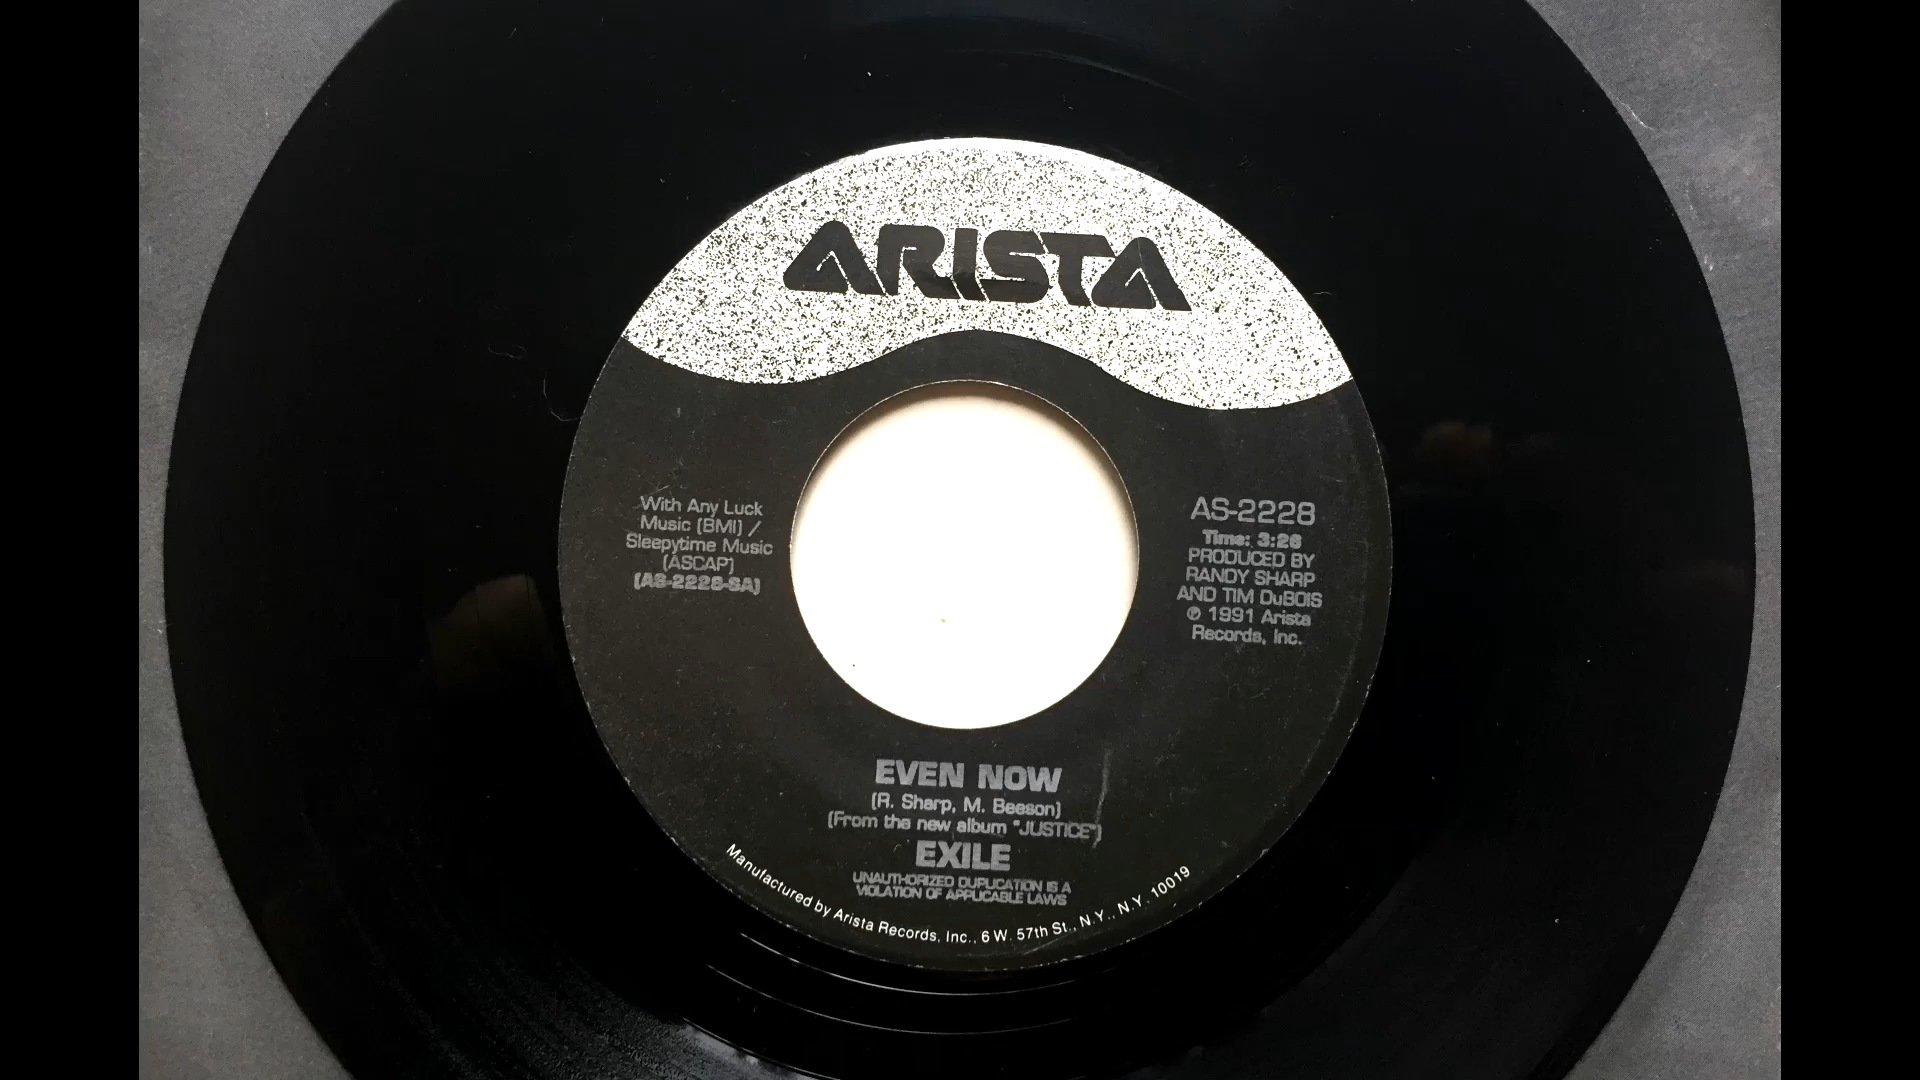 ARISTA
With Any Luck
Music (BMI) /
Sleepytime Music
(ASCAP)
(AS-2228-SA)
AS-2228
Time: 3:26
PRODUCED BY
RANDY SHARP
AND TIM DuBOIS
℗ 1991 Arista
Records, Inc.
EVEN NOW
(R. Sharp, M. Beeson)
(From the new album "JUSTICE")
EXILE
UNAUTHORIZED DUPLICATION IS A
VIOLATION OF APPLICABLE LAWS
Manufactured by Arista Records, Inc., 6 W. 57th St., N.Y., N.Y. 10019